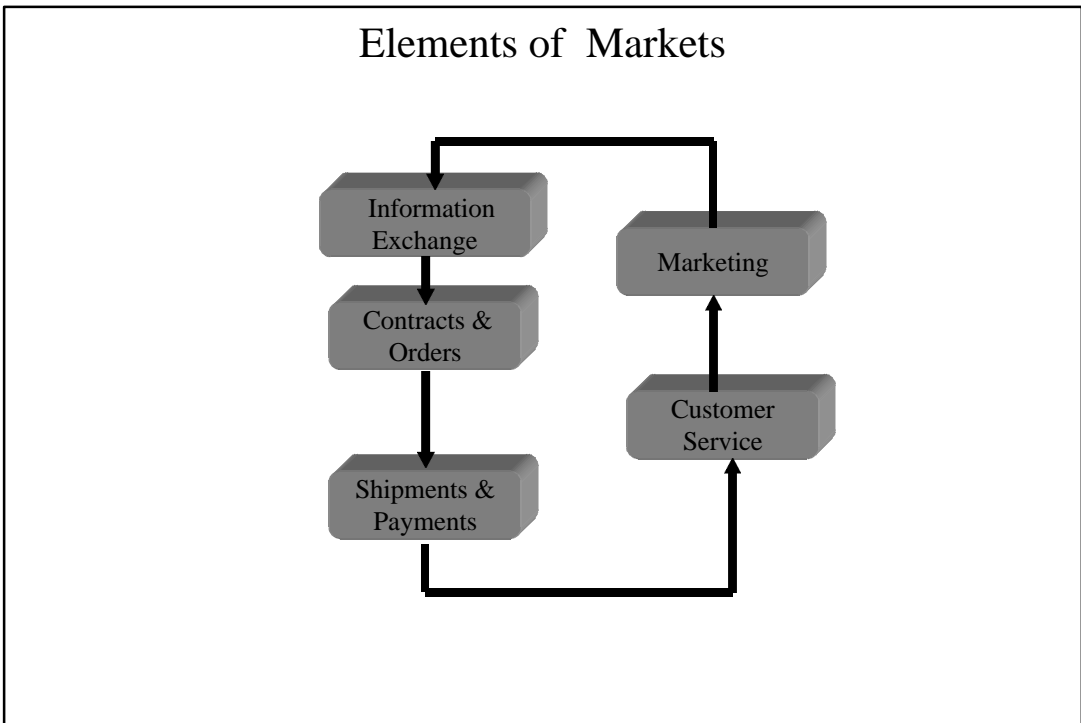 Elements of  Markets
Information
Exchange
Contracts &
Orders
Shipments &
Payments
Marketing
Customer
Service